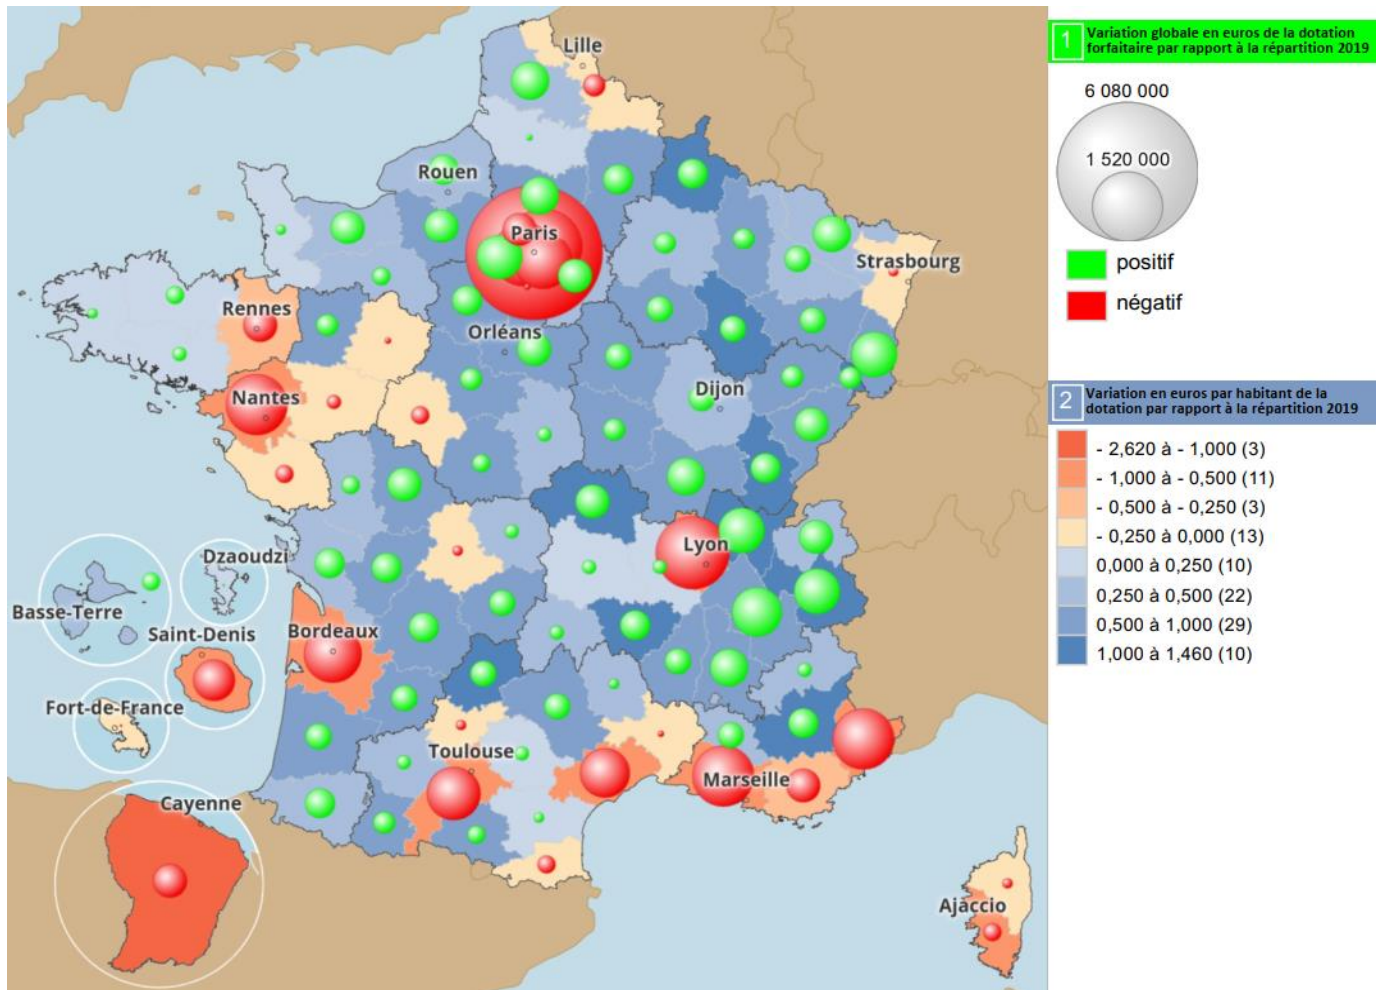 Lille
Rouen
Paris
Strasbourg
Rennes
Orléans
Nantes
Dijon
Lyon
Dzaoudzi
Basse-Terre
Saint-Denis
Bordeaux
Fort-de-France
Toulouse
Marseille
Cayenne
Ajaccio
1 Variation globale en euros de la dotation
forfaitaire par rapport à la répartition 2019
6 080 000
1 520 000
positif
négatif
2 Variation en euros par habitant de la
dotation par rapport à la répartition 2019
- 2,620 à - 1,000 (3)
- 1,000 à - 0,500 (11)
- 0,500 à - 0,250 (3)
- 0,250 à 0,000 (13)
0,000 à 0,250 (10)
0,250 à 0,500 (22)
0,500 à 1,000 (29)
1,000 à 1,460 (10)